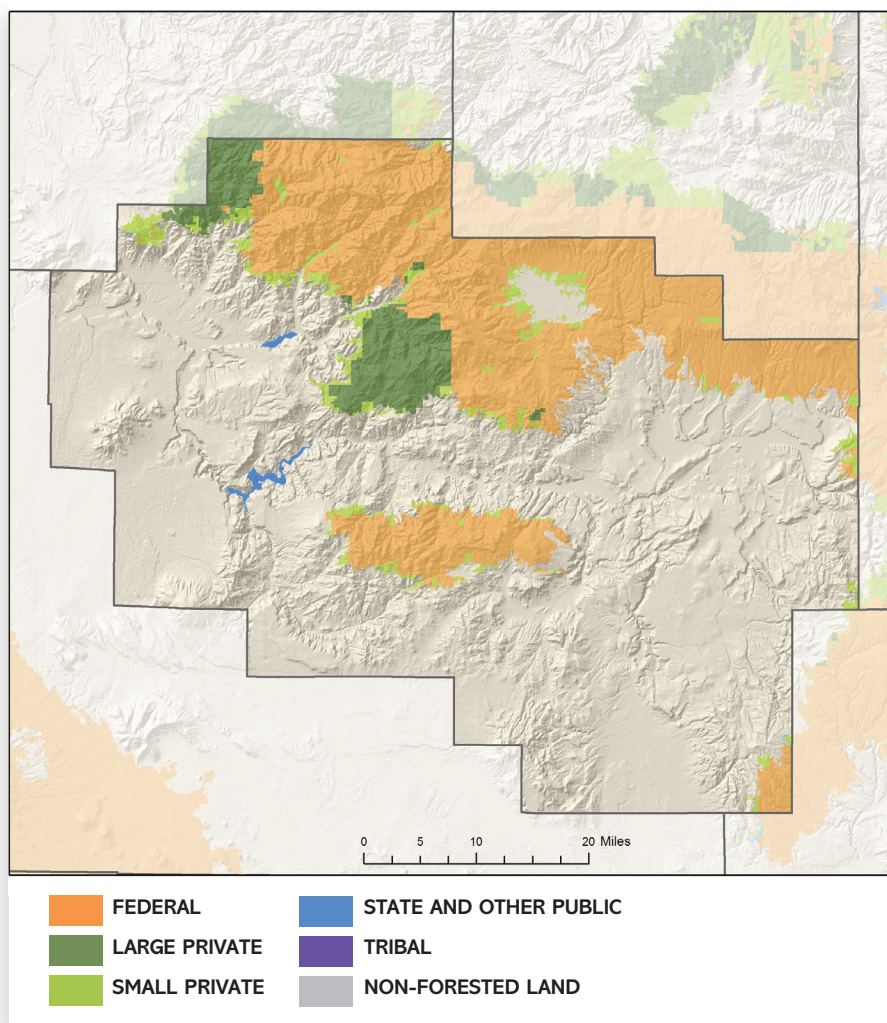 0 5 10 20 Miles
FEDERAL
LARGE PRIVATE
SMALL PRIVATE
STATE AND OTHER PUBLIC
TRIBAL
NON-FORESTED LAND